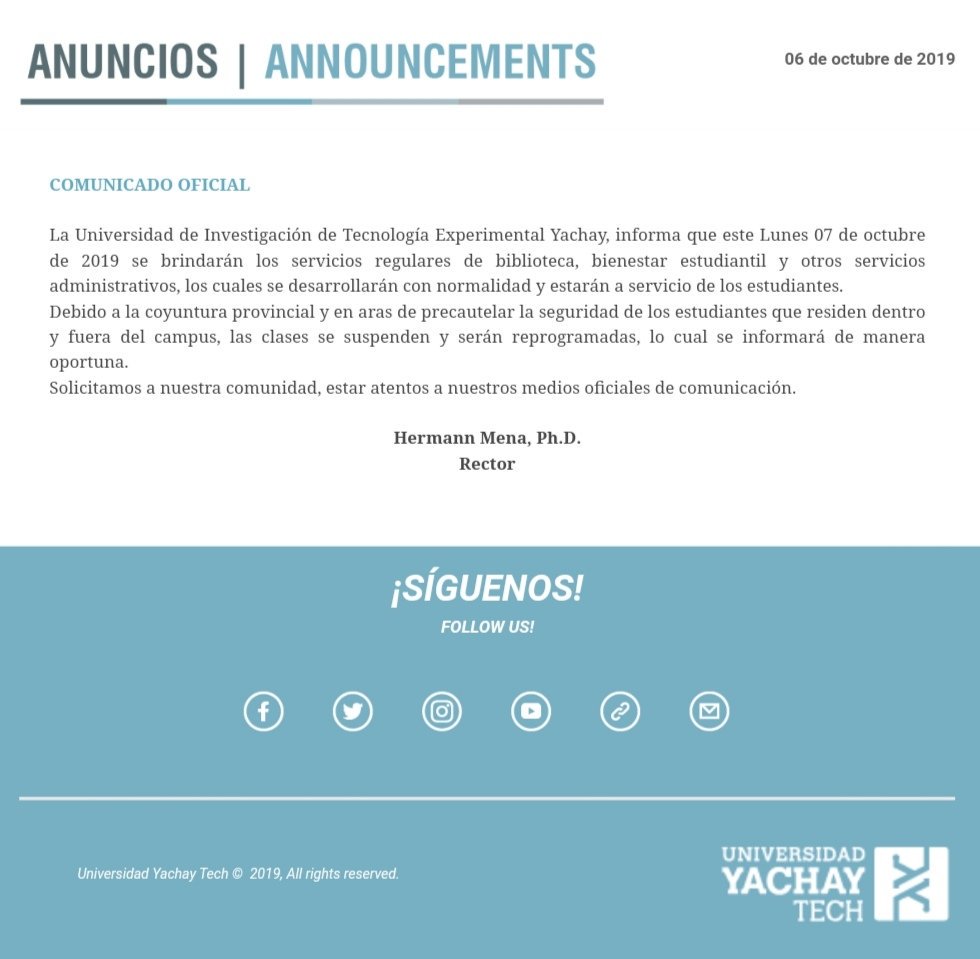 ANUNCIOS | ANNOUNCEMENTS
06 de octubre de 2019
COMUNICADO OFICIAL
La Universidad de Investigación de Tecnología Experimental Yachay, informa que este Lunes 07 de octubre
de 2019 se brindarán los servicios regulares de biblioteca, bienestar estudiantil y otros servicios
administrativos, los cuales se desarrollarán con normalidad y estarán a servicio de los estudiantes.
Debido a la coyuntura provincial y en aras de precautelar la seguridad de los estudiantes que residen dentro
y fuera del campus, las clases se suspenden y serán reprogramadas, lo cual se informará de manera
oportuna.
Solicitamos a nuestra comunidad, estar atentos a nuestros medios oficiales de comunicación.
Hermann Mena, Ph.D.
Rector
¡SÍGUENOS!
FOLLOW US!
Universidad Yachay Tech © 2019, All rights reserved.
UNIVERSIDAD
YACHAY
TECH